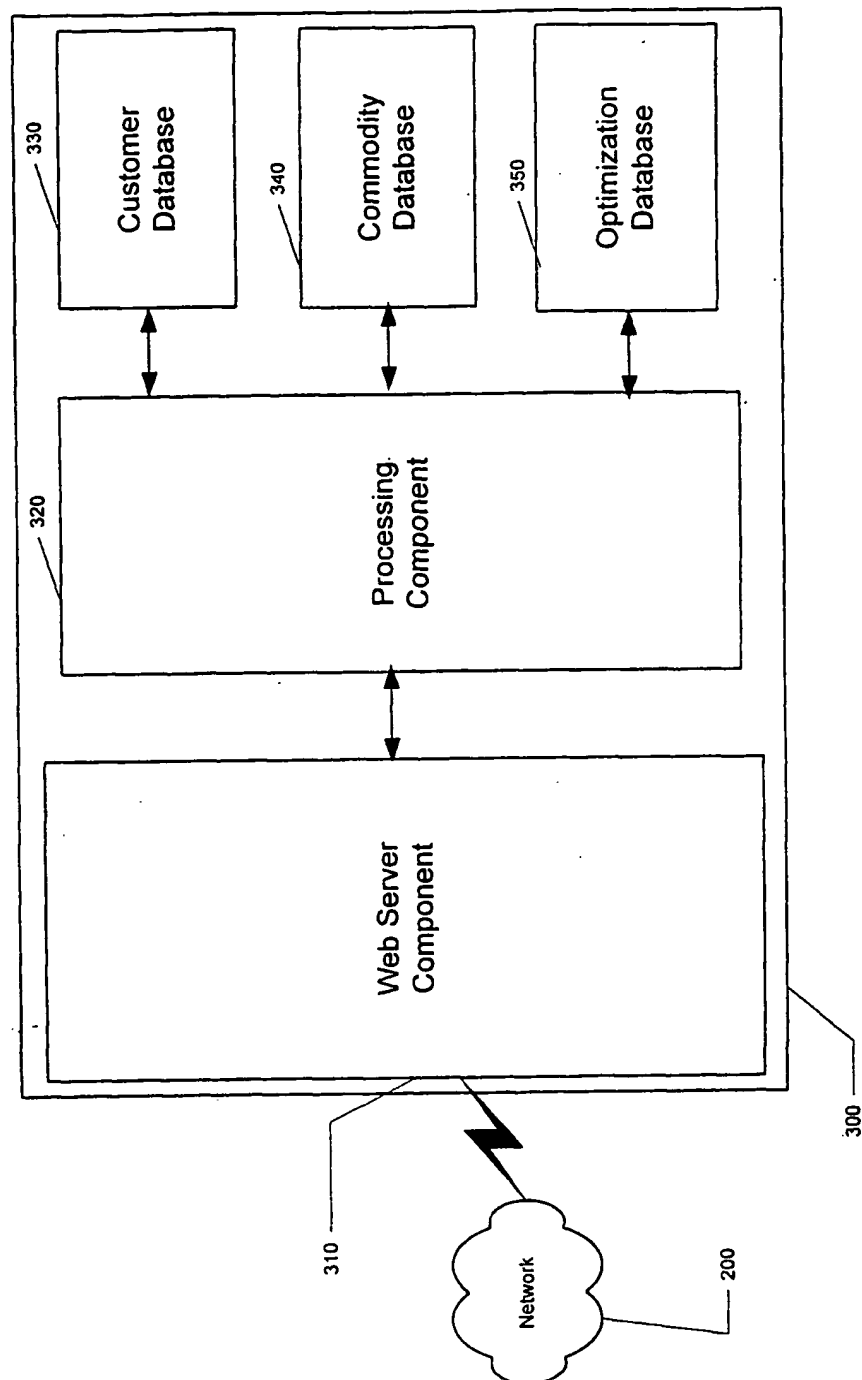 330
Customer
Database
340
Commodity
Database
350
Optimization
Database
320
Processing
Component
Web Server
Component
310
300
Network
200